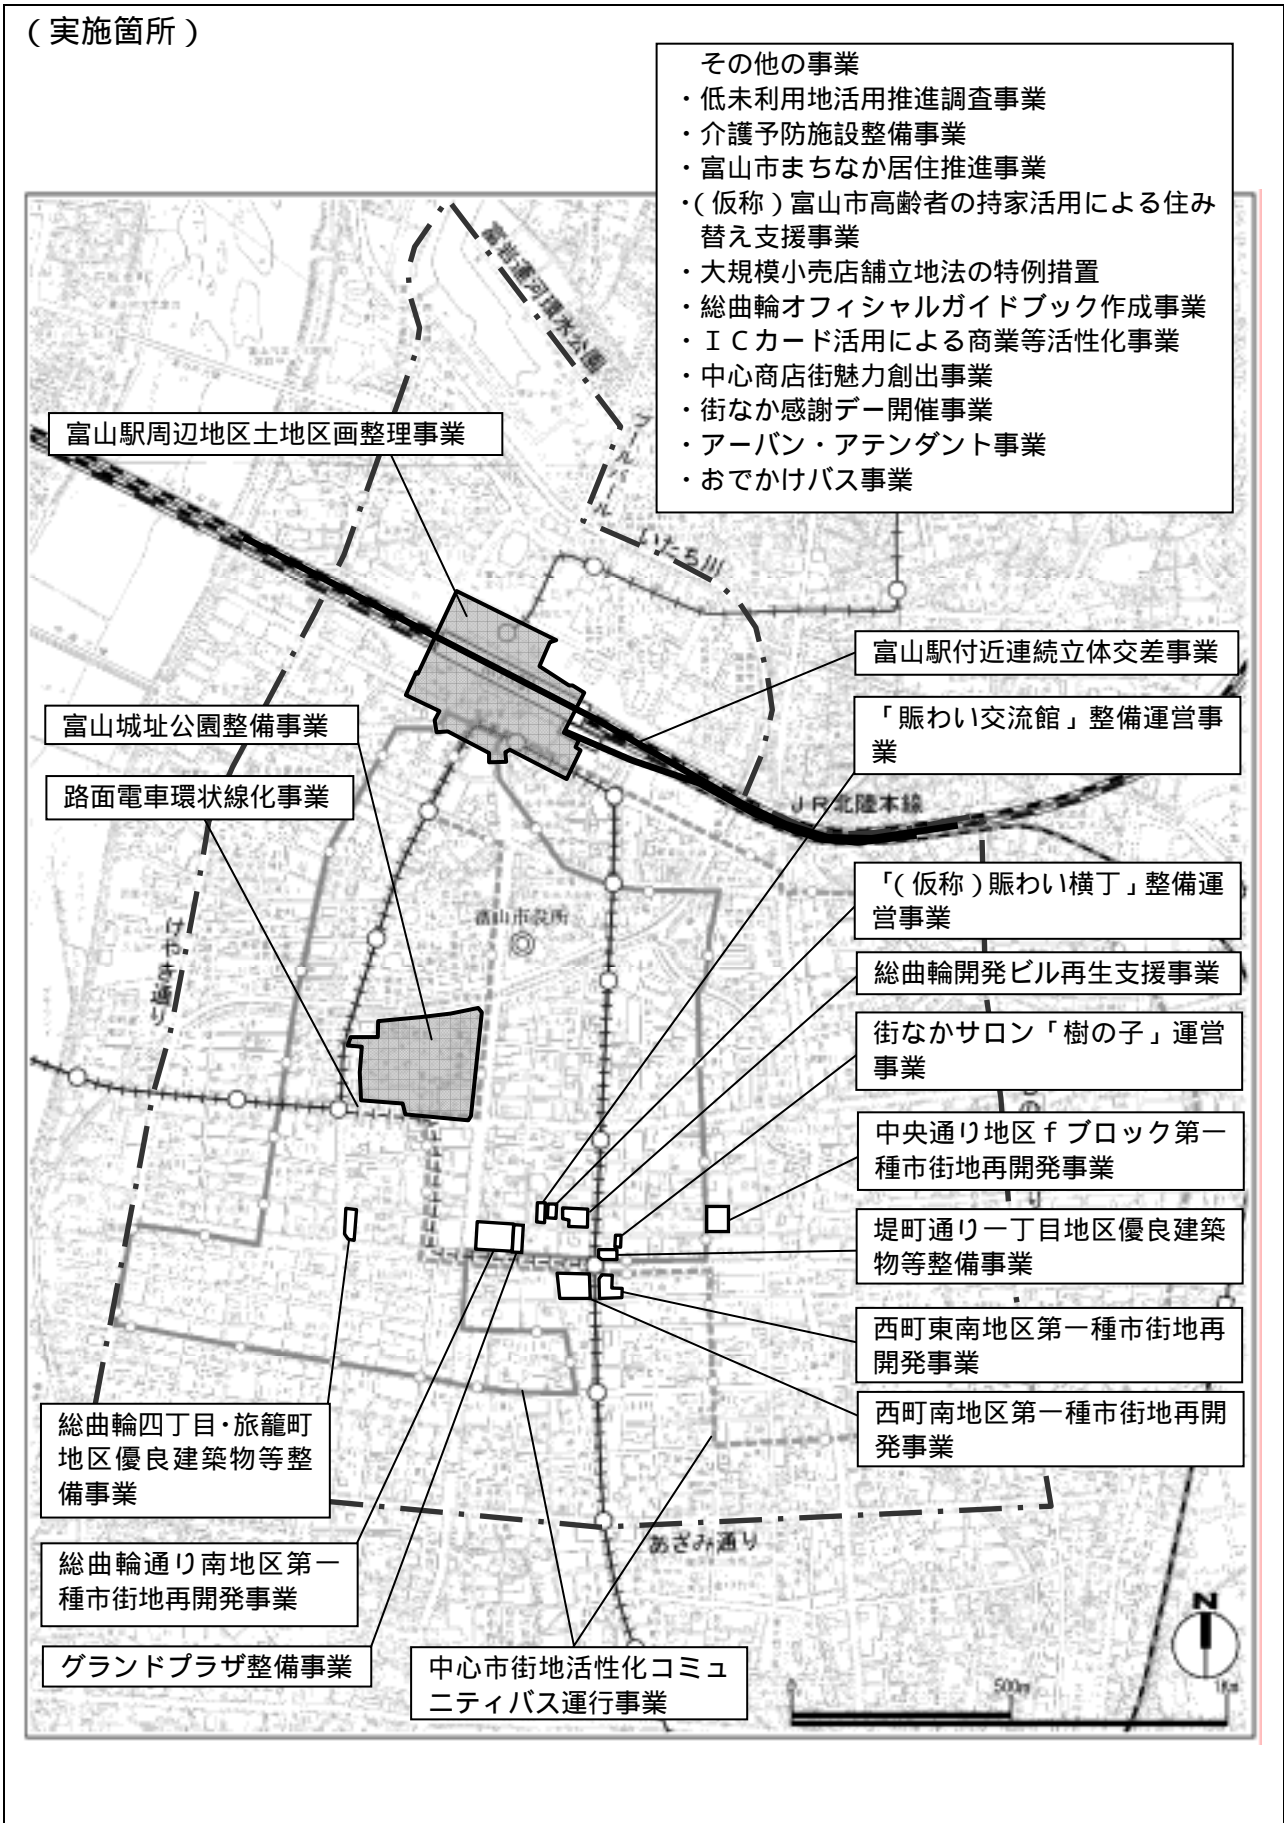 （実施箇所）
その他の事業
・低未利用地活用推進調査事業
・介護予防施設整備事業
・富山市まちなか居住推進事業
・（仮称）富山市高齢者の持家活用による住み
替え支援事業
・大規模小売店舗立地法の特例措置
・総曲輪オフィシャルガイドブック作成事業
・ＩＣカード活用による商業等活性化事業
・中心商店街魅力創出事業
・街なか感謝デー開催事業
・アーバン・アテンダント事業
・おでかけバス事業
富岩運河環水公園
ブールバール
いたち川
富山駅周辺地区土地区画整理事業
富山駅付近連続立体交差事業
富山城址公園整備事業
「賑わい交流館」整備運営事
業
路面電車環状線化事業
ＪＲ北陸本線
「（仮称）賑わい横丁」整備運
営事業
富山市役所
けやき通り
総曲輪開発ビル再生支援事業
街なかサロン「樹の子」運営
事業
中央通り地区ｆブロック第一
種市街地再開発事業
堤町通り一丁目地区優良建築
物等整備事業
西町東南地区第一種市街地再
開発事業
西町南地区第一種市街地再開
発事業
総曲輪四丁目・旅籠町
地区優良建築物等整
備事業
あざみ通り
総曲輪通り南地区第一
種市街地再開発事業
グランドプラザ整備事業
中心市街地活性化コミュ
ニティバス運行事業
N
0 500m 1Km